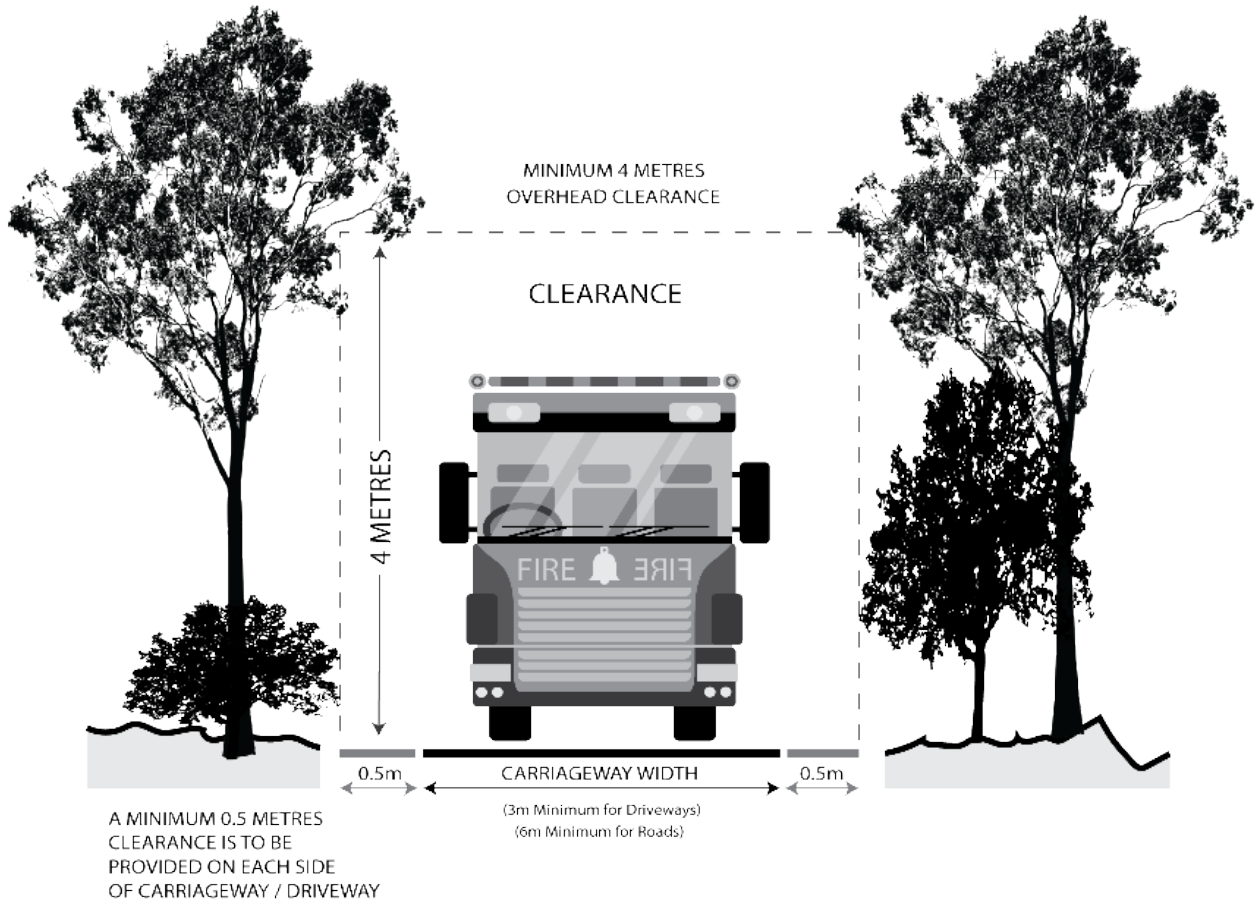 MINIMUM 4 METRES
OVERHEAD CLEARANCE
CLEARANCE
4 METRES
FIRE FIRE
0.5m CARRIAGEWAY WIDTH 0.5m
(3m Minimum for Driveways)
(6m Minimum for Roads)
A MINIMUM 0.5 METRES
CLEARANCE IS TO BE
PROVIDED ON EACH SIDE
OF CARRIAGEWAY / DRIVEWAY